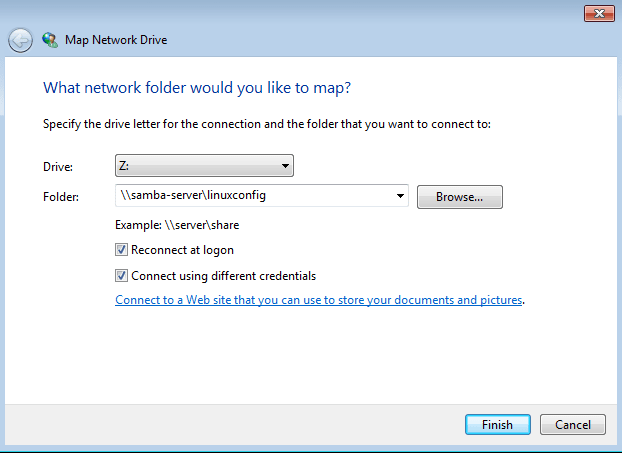 Map Network Drive
What network folder would you like to map?
Specify the drive letter for the connection and the folder that you want to connect to:
Drive: Z:
Folder: \\samba-server\linuxconfig Browse...
Example: \\server\share
Reconnect at logon
Connect using different credentials
Connect to a Web site that you can use to store your documents and pictures.
Finish Cancel